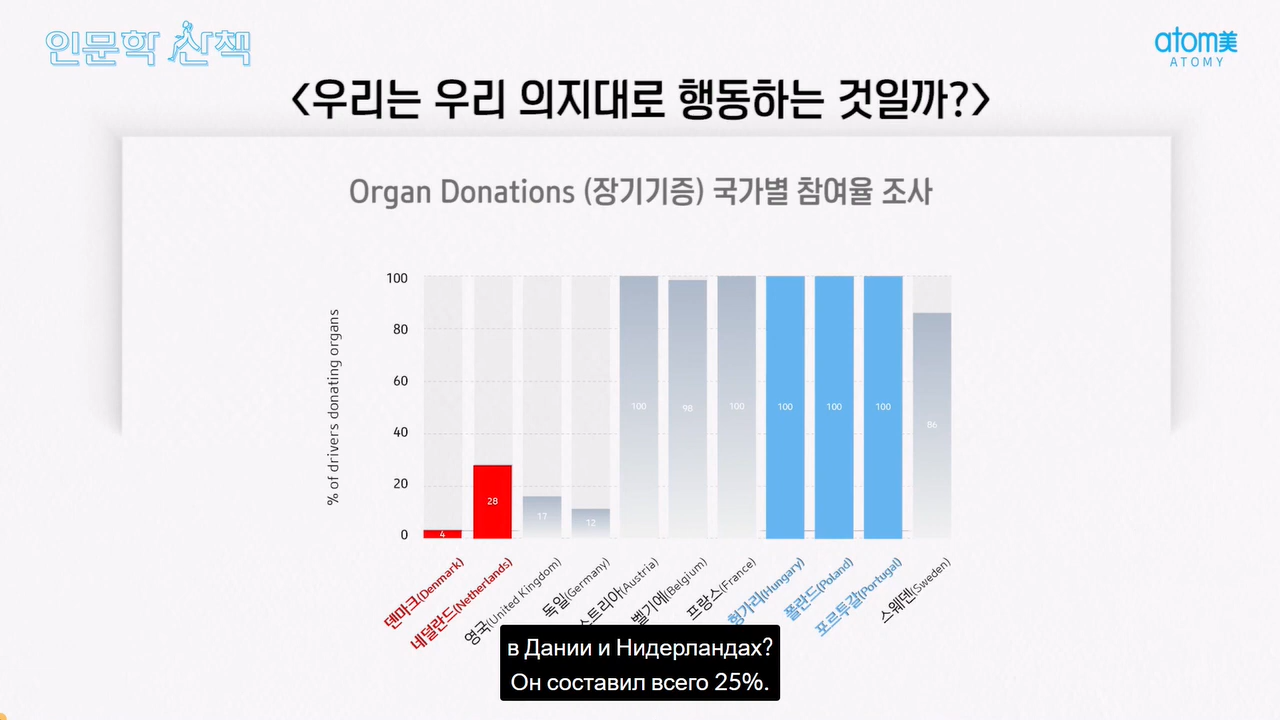 인문학 산책
atom美
ATOMY
<우리는 우리 의지대로 행동하는 것일까?>
Organ Donations (장기기증) 국가별 참여율 조사
% of drivers donating organs
100
80
60
40
20
0
4
28
17
12
100
98
100
100
100
100
86
덴마크(Denmark)
네덜란드(Netherlands)
영국(United Kingdom)
독일(Germany)
스트리아(Austria)
벨기에(Belgium)
프랑스(France)
헝가리(Hungary)
폴란드(Poland)
포르투갈(Portugal)
스웨덴(Sweden)
в Дании и Нидерландах?
Он составил всего 25%.